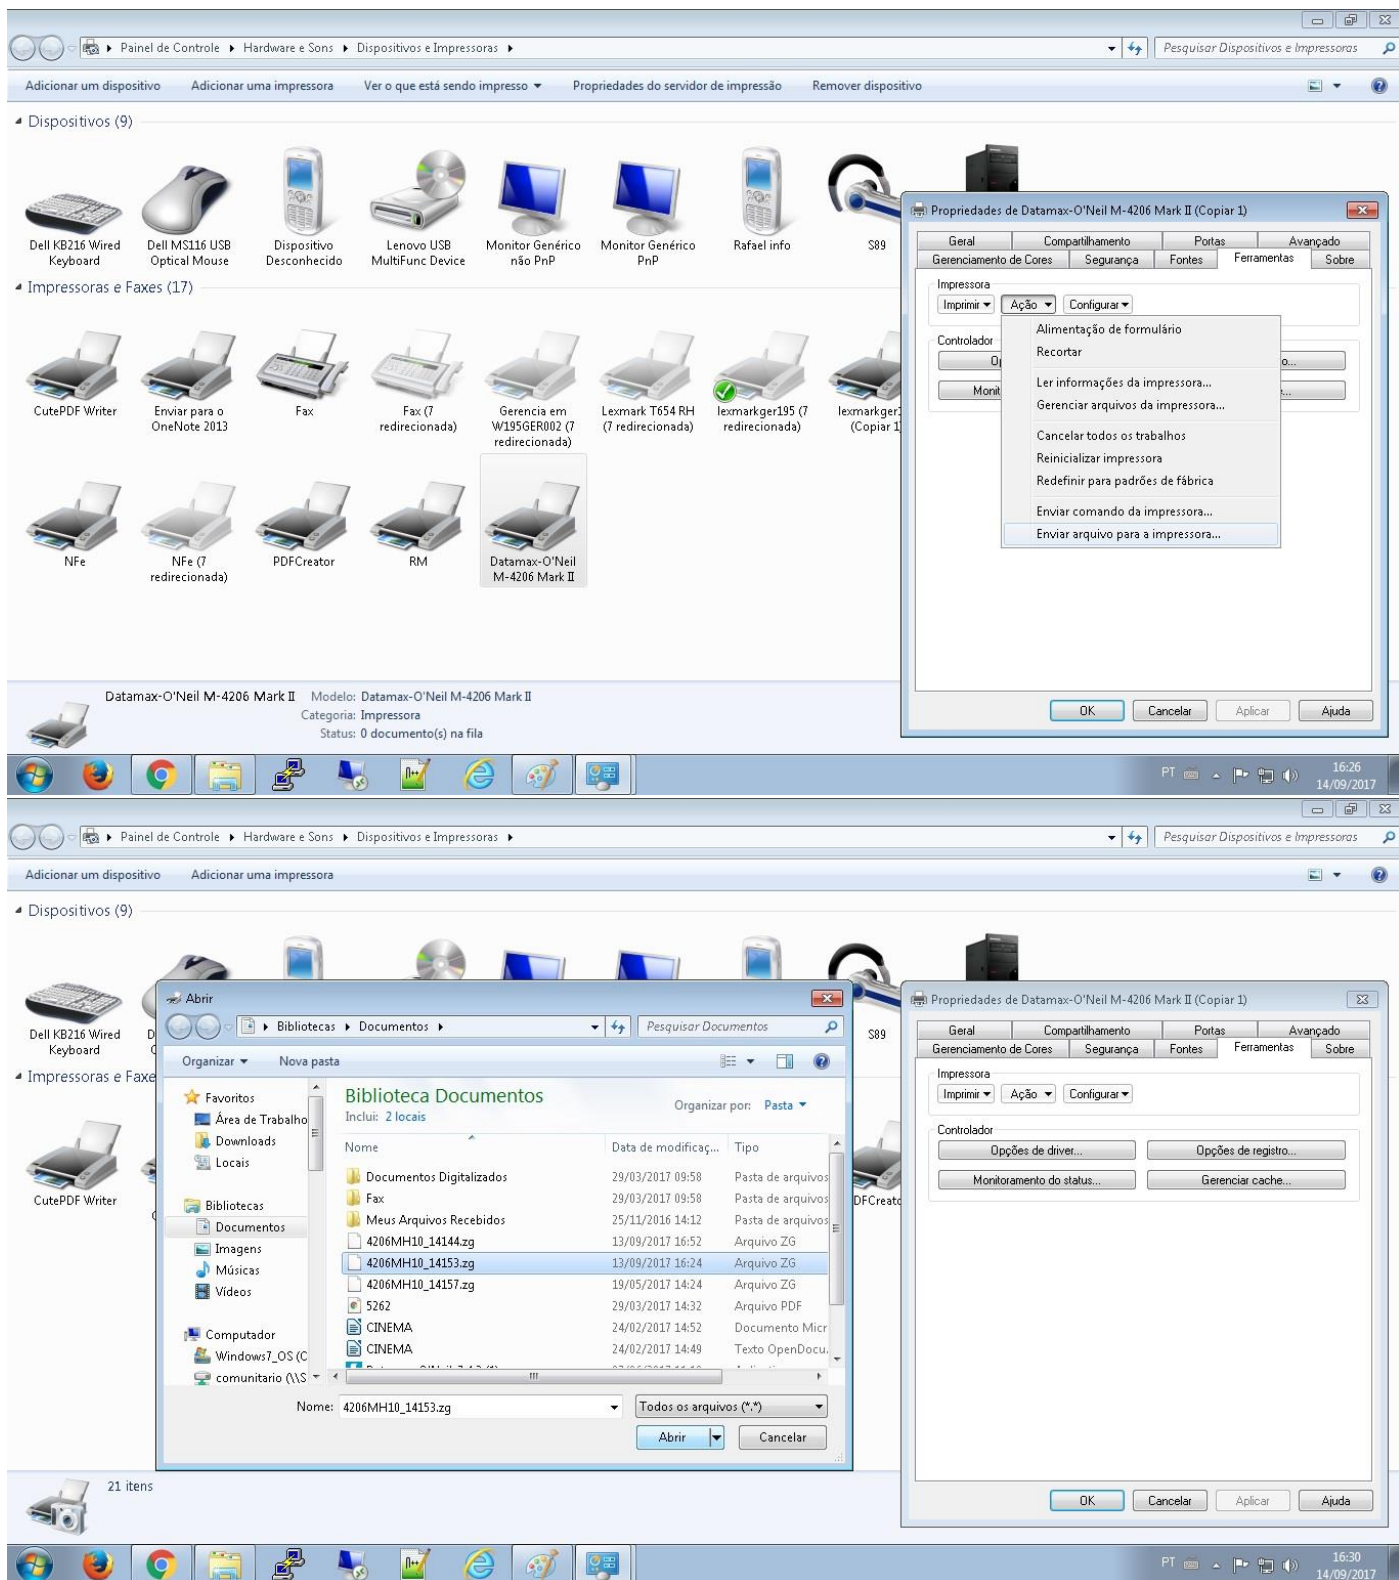 Painel de Controle ▸ Hardware e Sons ▸ Dispositivos e Impressoras ▸
Pesquisar Dispositivos e Impressoras
Adicionar um dispositivo Adicionar uma impressora Ver o que está sendo impresso Propriedades do servidor de impressão Remover dispositivo
Dispositivos (9)
Dell KB216 Wired Keyboard
Dell MS116 USB Optical Mouse
Dispositivo Desconhecido
Lenovo USB MultiFunc Device
Monitor Genérico não PnP
Monitor Genérico PnP
Rafael info
S89
Impressoras e Faxes (17)
CutePDF Writer
Enviar para o OneNote 2013
Fax
Fax (7 redirecionada)
Gerencia em W195GER002 (7 redirecionada)
Lexmark T654 RH (7 redirecionada)
lexmarkger195 (7 redirecionada)
(Copiar 1
NFe
NFe (7 redirecionada)
PDFCreator
RM
Datamax-O'Neil M-4206 Mark II
Propriedades de Datamax-O'Neil M-4206 Mark II (Copiar 1)
Geral Compartilhamento Portas Avançado
Gerenciamento de Cores Segurança Fontes Ferramentas Sobre
Impressora
Imprimir Ação Configurar
Controlador
Alimentação de formulário
Recortar
Ler informações da impressora...
Gerenciar arquivos da impressora...
Cancelar todos os trabalhos
Reinicializar impressora
Redefinir para padrões de fábrica
Enviar comando da impressora...
Enviar arquivo para a impressora...
OK Cancelar Aplicar Ajuda
Datamax-O'Neil M-4206 Mark II Modelo: Datamax-O'Neil M-4206 Mark II
Categoria: Impressora
Status: 0 documento(s) na fila
PT 16:26
14/09/2017
Painel de Controle ▸ Hardware e Sons ▸ Dispositivos e Impressoras ▸
Pesquisar Dispositivos e Impressoras
Adicionar um dispositivo Adicionar uma impressora
Dispositivos (9)
Dell KB216 Wired Keyboard
S89
Impressoras e Faxe
CutePDF Writer
DFCreato
Abrir
Bibliotecas ▸ Documentos ▸
Pesquisar Documentos
Organizar Nova pasta
Favoritos
Área de Trabalho
Downloads
Locais
Bibliotecas
Documentos
Imagens
Músicas
Vídeos
Computador
Windows7_OS (C
comunitario (\\S
Biblioteca Documentos
Inclui: 2 locais
Organizar por: Pasta
Nome Data de modificaç... Tipo
Documentos Digitalizados 29/03/2017 09:58 Pasta de arquivos
Fax 29/03/2017 09:58 Pasta de arquivos
Meus Arquivos Recebidos 25/11/2016 14:12 Pasta de arquivos
4206MH10_14144.zg 13/09/2017 16:52 Arquivo ZG
4206MH10_14153.zg 13/09/2017 16:24 Arquivo ZG
4206MH10_14157.zg 19/05/2017 14:24 Arquivo ZG
5262 29/03/2017 14:32 Arquivo PDF
CINEMA 24/02/2017 14:52 Documento Micr
CINEMA 24/02/2017 14:49 Texto OpenDocu.
Nome: 4206MH10_14153.zg Todos os arquivos (*.*)
Abrir Cancelar
Propriedades de Datamax-O'Neil M-4206 Mark II (Copiar 1)
Geral Compartilhamento Portas Avançado
Gerenciamento de Cores Segurança Fontes Ferramentas Sobre
Impressora
Imprimir Ação Configurar
Controlador
Opções de driver... Opções de registro...
Monitoramento do status... Gerenciar cache...
OK Cancelar Aplicar Ajuda
21 itens
PT 16:30
14/09/2017